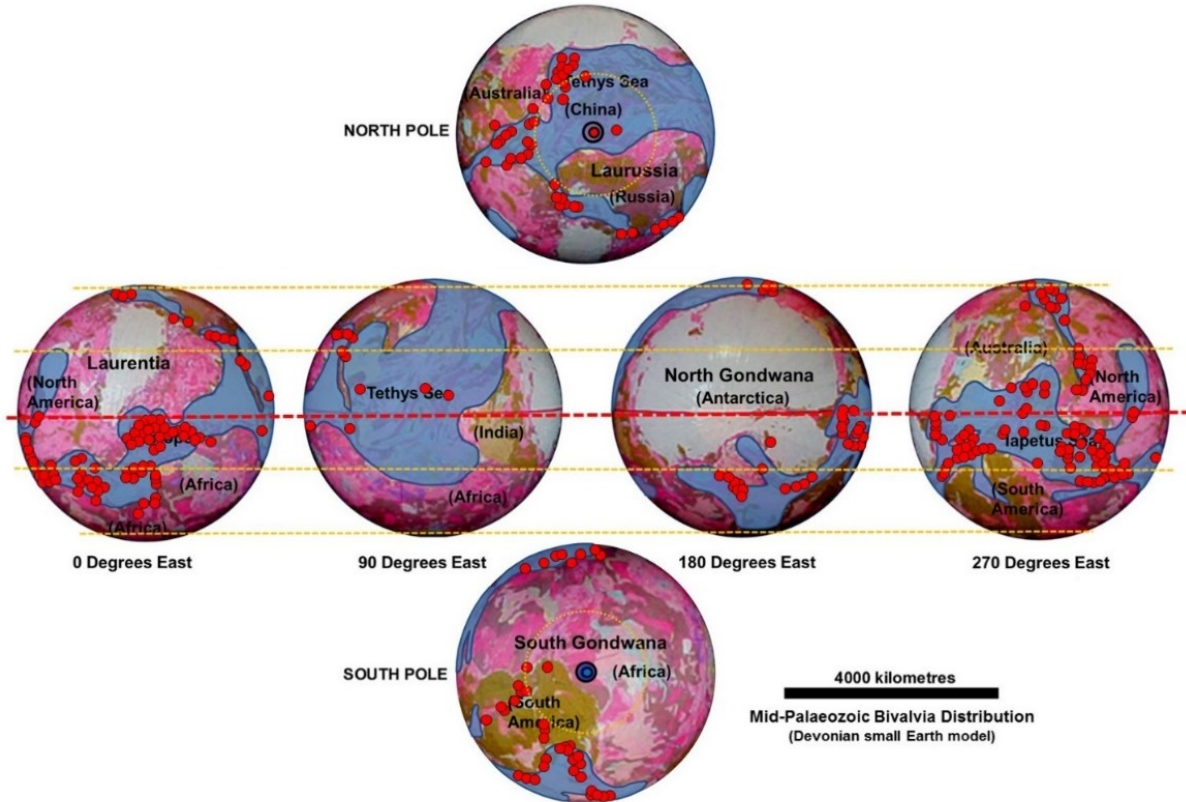 Tethys Sea
(Australia)
(China)
NORTH POLE
Laurussia
(Russia)
Laurentia
(North
America)
(Africa)
(Africa)
0 Degrees East
Tethys Sea
(India)
(Africa)
90 Degrees East
North Gondwana
(Antarctica)
180 Degrees East
(Australia)
(North
America)
Iapetus Sea
(South
America)
270 Degrees East
South Gondwana
(Africa)
SOUTH POLE
(South
America)
4000 kilometres
Mid-Palaeozoic Bivalvia Distribution
(Devonian small Earth model)